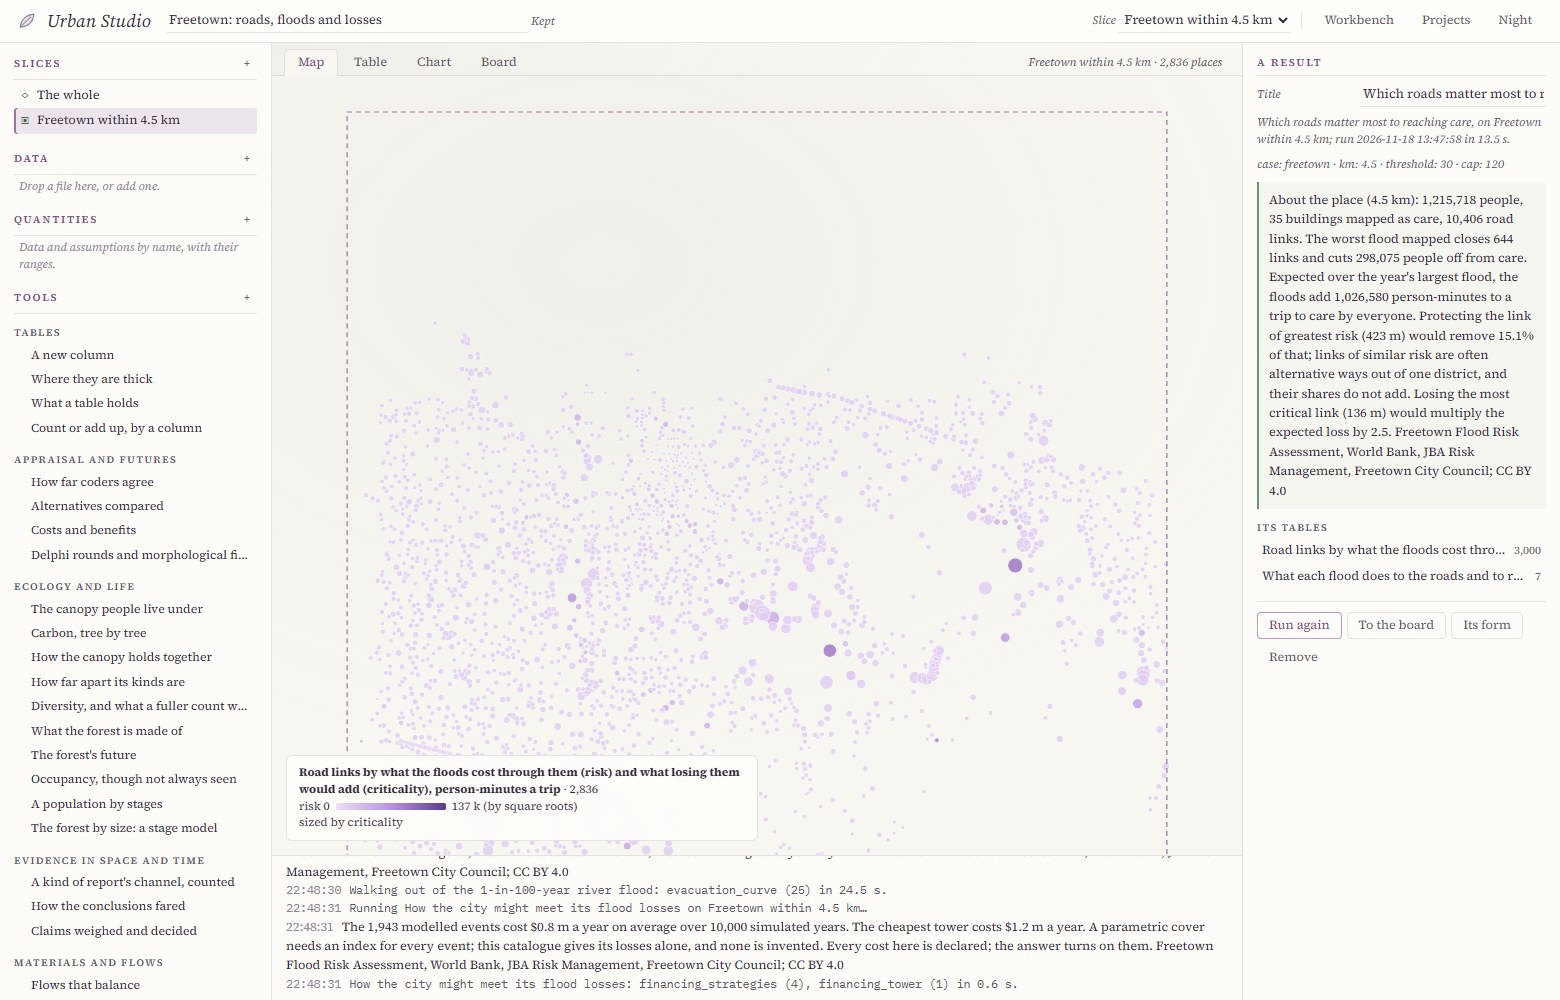 Urban Studio
Freetown: roads, floods and losses
Kept
Slice
Freetown within 4.5 km
Workbench
Projects
Night
SLICES
+
The whole
Freetown within 4.5 km
DATA
+
Drop a file here, or add one.
QUANTITIES
+
Data and assumptions by name, with their
ranges.
TOOLS
+
TABLES
A new column
Where they are thick
What a table holds
Count or add up, by a column
APPRAISAL AND FUTURES
How far coders agree
Alternatives compared
Costs and benefits
Delphi rounds and morphological fi...
ECOLOGY AND LIFE
The canopy people live under
Carbon, tree by tree
How the canopy holds together
How far apart its kinds are
Diversity, and what a fuller count w...
What the forest is made of
The forest's future
Occupancy, though not always seen
A population by stages
The forest by size: a stage model
EVIDENCE IN SPACE AND TIME
A kind of report's channel, counted
How the conclusions fared
Claims weighed and decided
MATERIALS AND FLOWS
Flows that balance
Map
Table
Chart
Board
Freetown within 4.5 km · 2,836 places
Road links by what the floods cost through them (risk) and what losing them
would add (criticality), person-minutes a trip · 2,836
risk 0
137 k (by square roots)
sized by criticality
Management, Freetown City Council; CC BY 4.0
22:48:30 Walking out of the 1-in-100-year river flood: evacuation_curve (25) in 24.5 s.
22:48:31 Running How the city might meet its flood losses on Freetown within 4.5 km…
22:48:31 The 1,943 modelled events cost $0.8 m a year on average over 10,000 simulated years. The cheapest tower costs $1.2 m a year. A parametric cover
needs an index for every event; this catalogue gives its losses alone, and none is invented. Every cost here is declared; the answer turns on them. Freetown
Flood Risk Assessment, World Bank, JBA Risk Management, Freetown City Council; CC BY 4.0
22:48:31 How the city might meet its flood losses: financing_strategies (4), financing_tower (1) in 0.6 s.
A RESULT
Title
Which roads matter most to r
Which roads matter most to reaching care, on Freetown
within 4.5 km; run 2026-11-18 13:47:58 in 13.5 s.
case: freetown · km: 4.5 · threshold: 30 · cap: 120
About the place (4.5 km): 1,215,718 people,
35 buildings mapped as care, 10,406 road
links. The worst flood mapped closes 644
links and cuts 298,075 people off from care.
Expected over the year's largest flood, the
floods add 1,026,580 person-minutes to a
trip to care by everyone. Protecting the link
of greatest risk (423 m) would remove 15.1%
of that; links of similar risk are often
alternative ways out of one district, and
their shares do not add. Losing the most
critical link (136 m) would multiply the
expected loss by 2.5. Freetown Flood Risk
Assessment, World Bank, JBA Risk
Management, Freetown City Council; CC BY
4.0
ITS TABLES
Road links by what the floods cost thro... 3,000
What each flood does to the roads and to r... 7
Run again
To the board
Its form
Remove